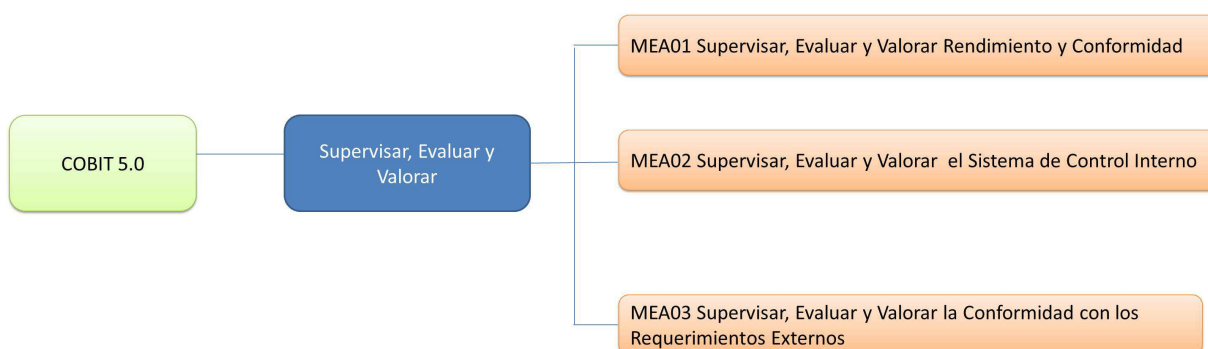 COBIT 5.0
Supervisar, Evaluar y
Valorar
MEA01 Supervisar, Evaluar y Valorar Rendimiento y Conformidad
MEA02 Supervisar, Evaluar y Valorar  el Sistema de Control Interno
MEA03 Supervisar, Evaluar y Valorar la Conformidad con los
Requerimientos Externos